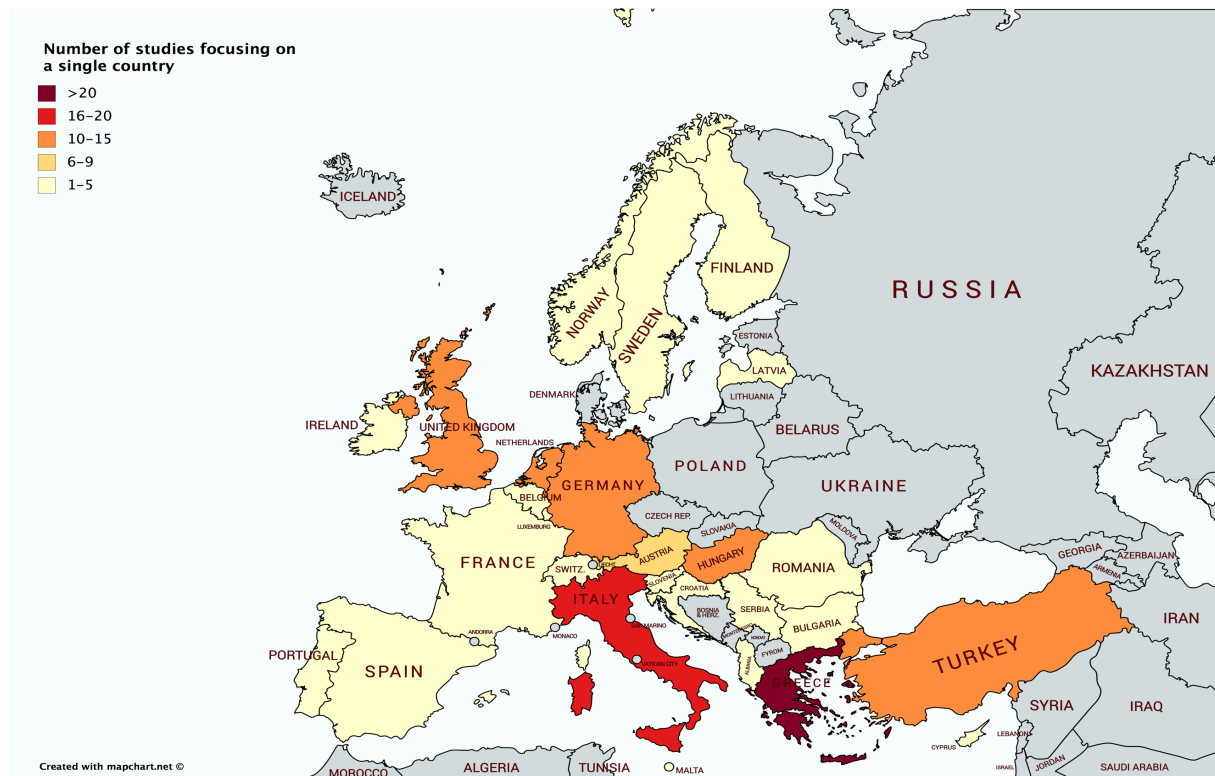 Number of studies focusing on
a single country
>20
16-20
10-15
6-9
1-5
ICELAND
NORWAY
SWEDEN
FINLAND
RUSSIA
ESTONIA
LATVIA
LITHUANIA
DENMARK
KAZAKHSTAN
BELARUS
IRELAND
UNITED KINGDOM
NETHERLANDS
POLAND
GERMANY
UKRAINE
BELGIUM
LUXEMBURG
CZECH REP.
SLOVAKIA
MOLDOVA
FRANCE
SWITZ.
LIECHT.
AUSTRIA
HUNGARY
ROMANIA
GEORGIA
AZERBAIJAN
ARMENIA
SLOVENIA
CROATIA
ITALY
BOSNIA
& HERZ.
SERBIA
SAN MARINO
MONACO
ANDORRA
MONTENEGRO
KOSOVO
BULGARIA
IRAN
PORTUGAL
SPAIN
VATICAN CITY
ALBANIA
FYROM
GREECE
TURKEY
SYRIA
IRAQ
CYPRUS
LEBANON
ISRAEL
JORDAN
SAUDI ARABIA
MALTA
MOROCCO
ALGERIA
TUNISIA
Created with mapchart.net ©